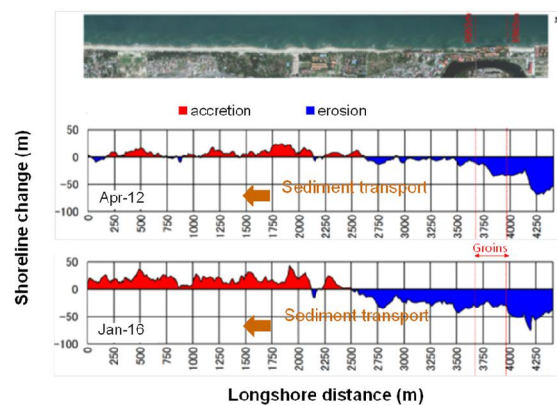 accretion erosion
Shoreline change (m)
50
0
−50
−100
Apr-12
Sediment transport
0 250 500 750 1000 1250 1500 1750 2000 2250 2500 2750 3000 3250 3500 3750 4000 4250
Groins
50
0
−50
−100
Jan-16
Sediment transport
0 250 500 750 1000 1250 1500 1750 2000 2250 2500 2750 3000 3250 3500 3750 4000 4250
Longshore distance (m)